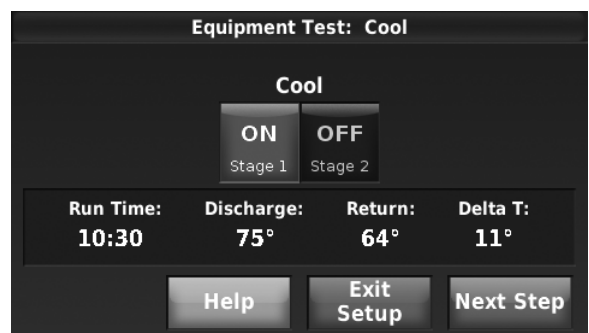 Equipment Test: Cool
Cool
ON OFF
Stage 1 Stage 2
Run Time: Discharge: Return: Delta T:
10:30 75° 64° 11°
Help Exit Setup Next Step